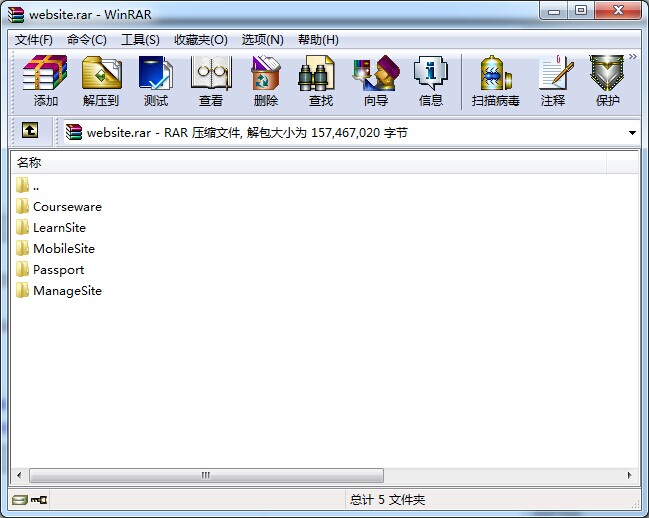 website.rar - WinRAR
文件(F) 命令(C) 工具(S) 收藏夹(O) 选项(N) 帮助(H)
添加 解压到 测试 查看 删除 查找 向导 信息 扫描病毒 注释 保护
website.rar - RAR 压缩文件, 解包大小为 157,467,020 字节
名称
..
Courseware
LearnSite
MobileSite
Passport
ManageSite
总计 5 文件夹